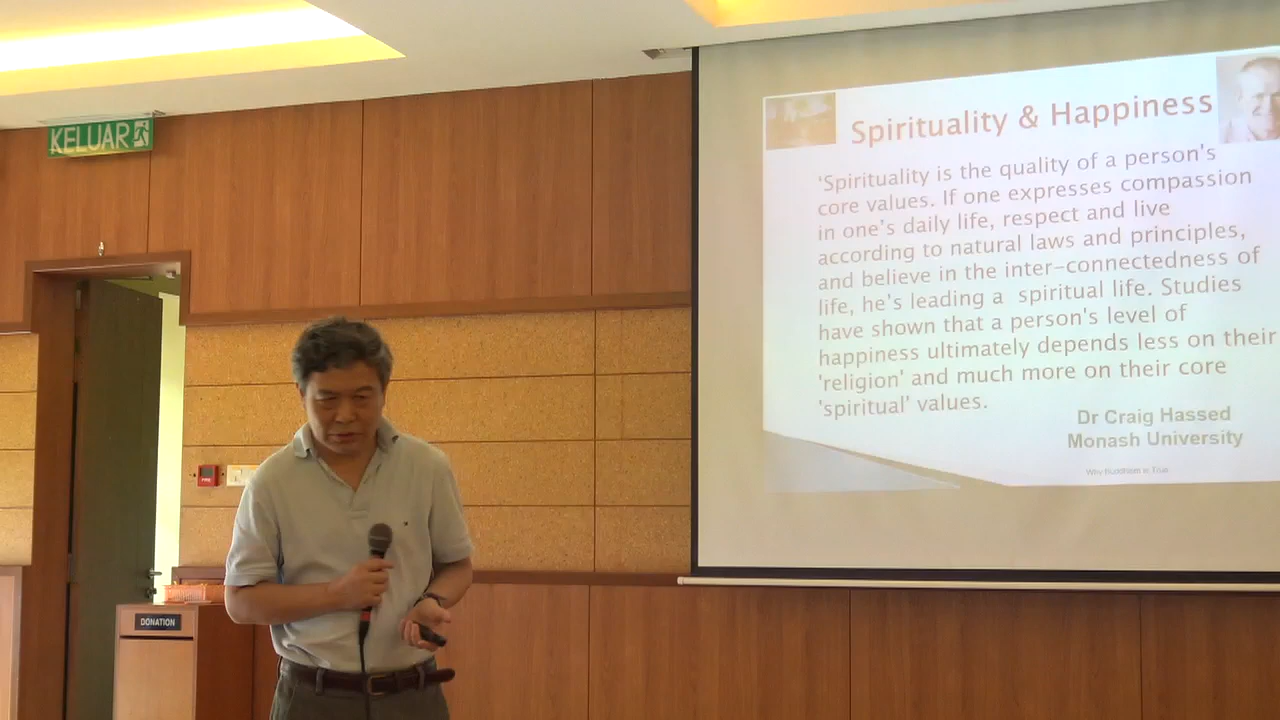 KELUAR
Spirituality & Happiness
'Spirituality is the quality of a person's
core values. If one expresses compassion
in one's daily life, respect and live
according to natural laws and principles,
and believe in the inter-connectedness of
life, he's leading a spiritual life. Studies
have shown that a person's level of
happiness ultimately depends less on their
'religion' and much more on their core
'spiritual' values.
Dr Craig Hassed
Monash University
Why Buddhism is True
DONATION